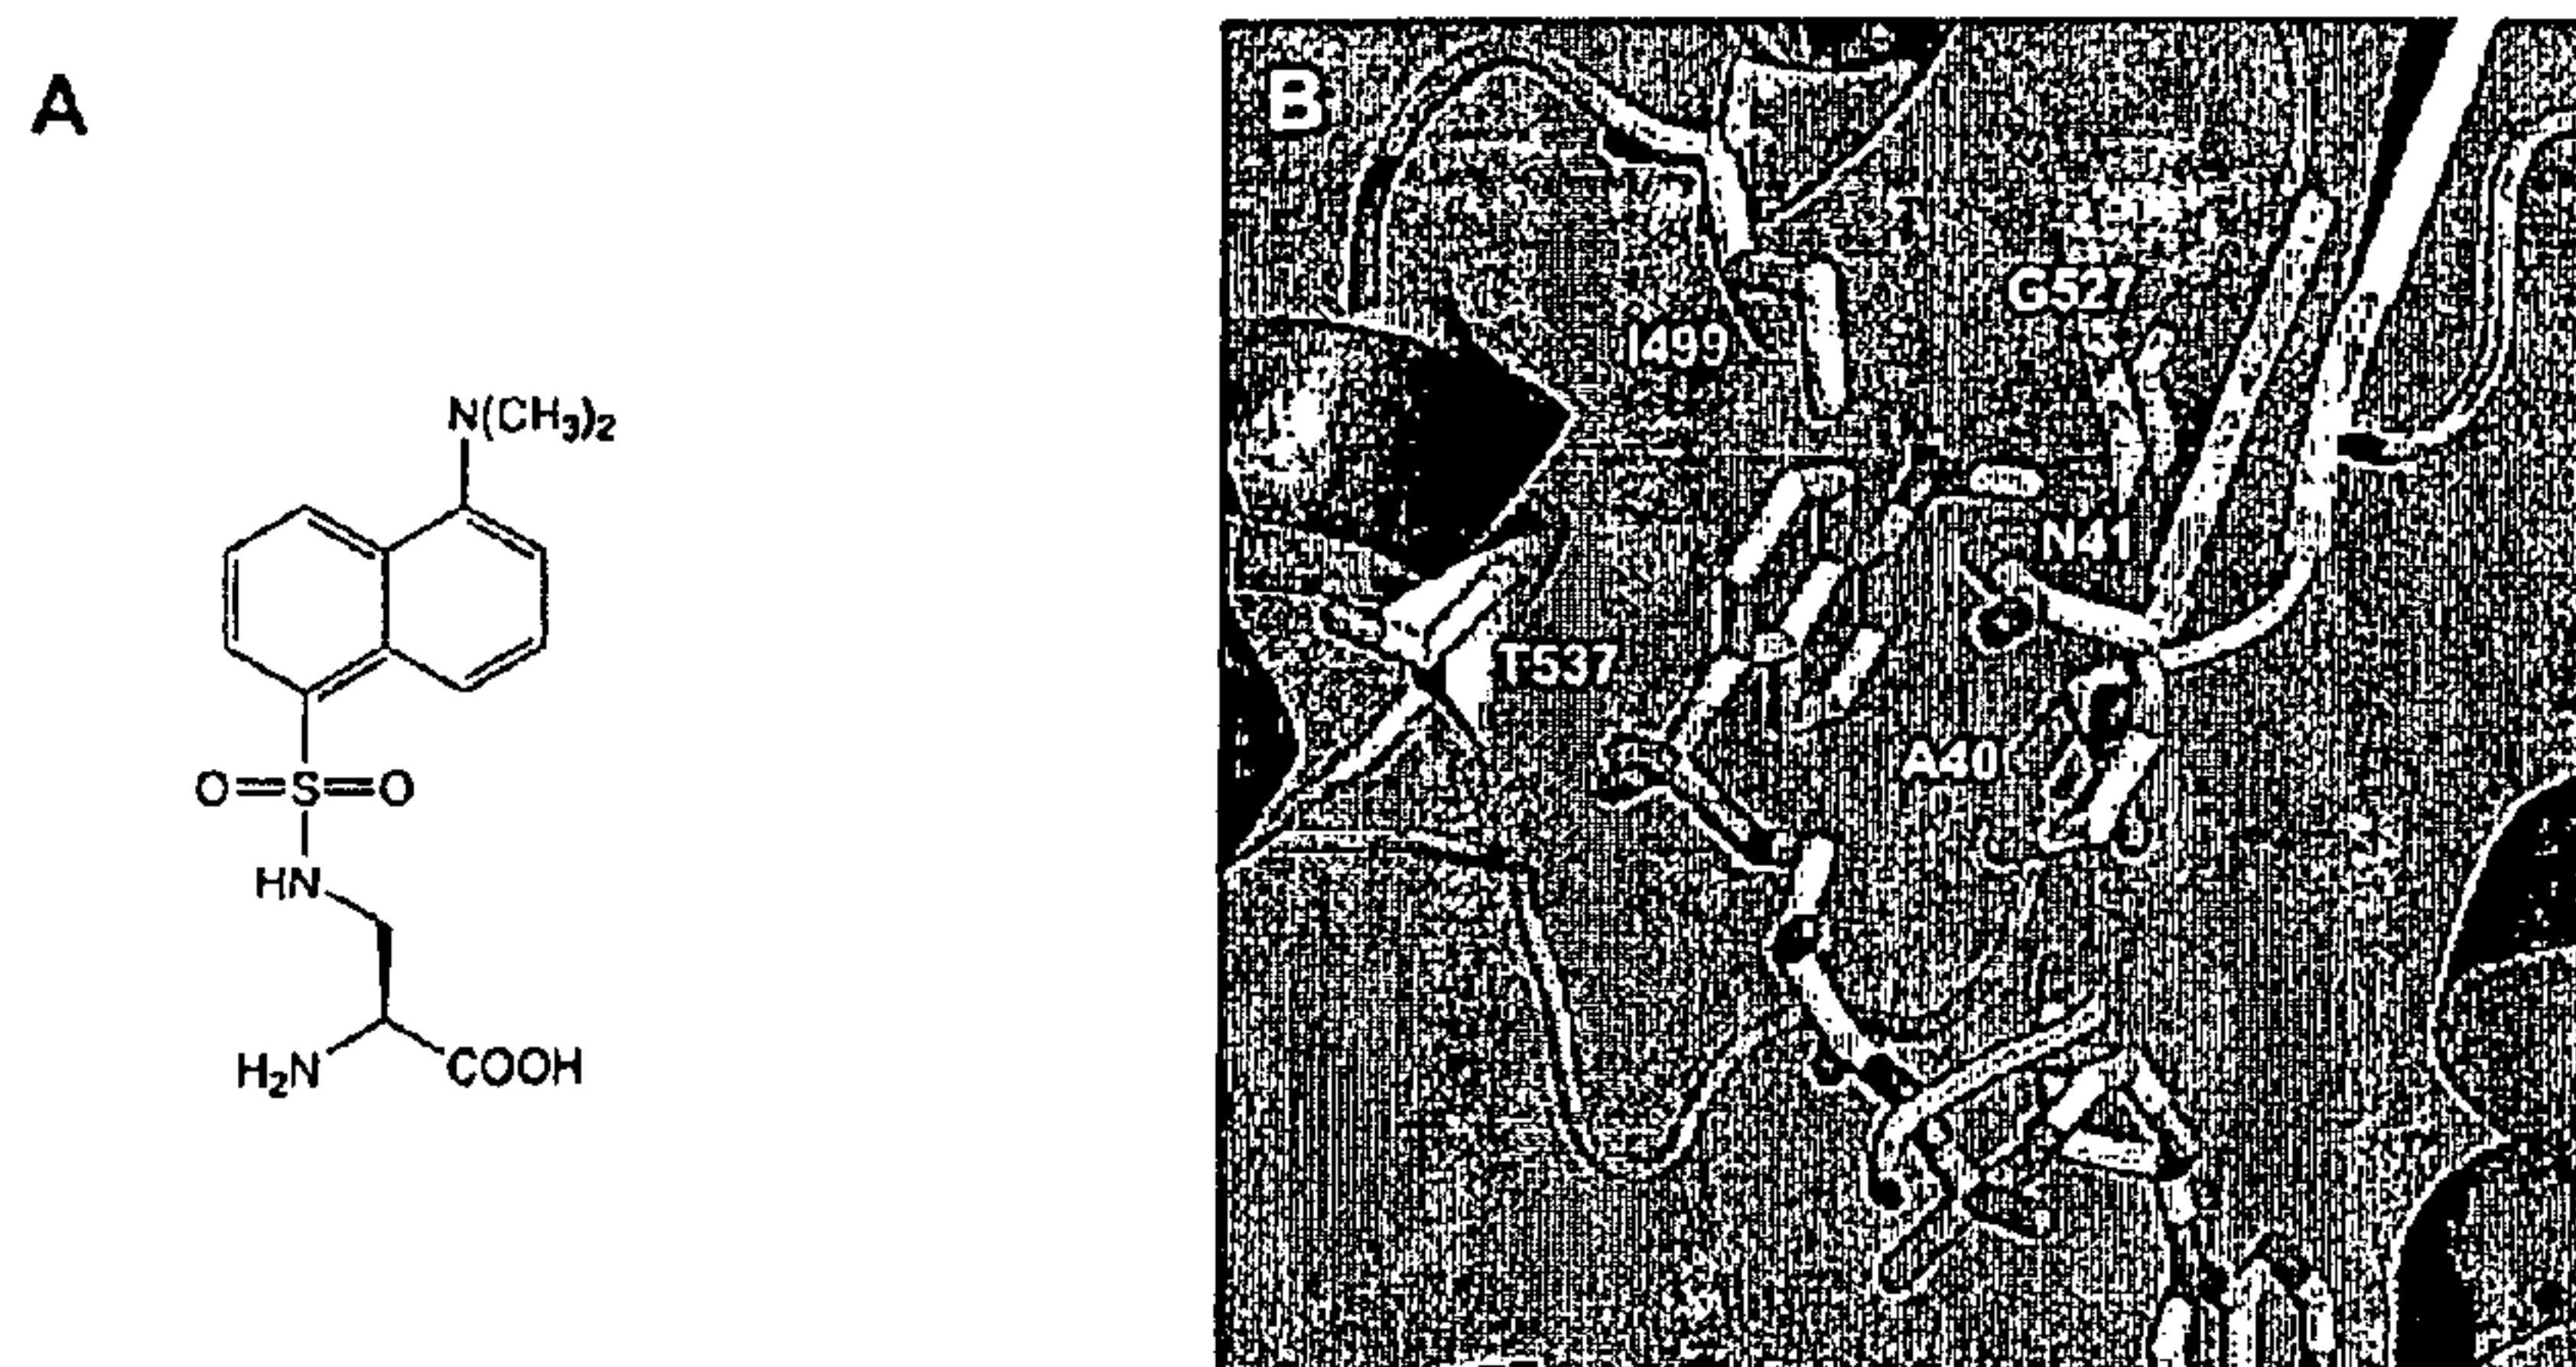 A
N(CH3)2
O=S=O
HN
H2N
COOH
B
I499
G527
N41
T537
A40